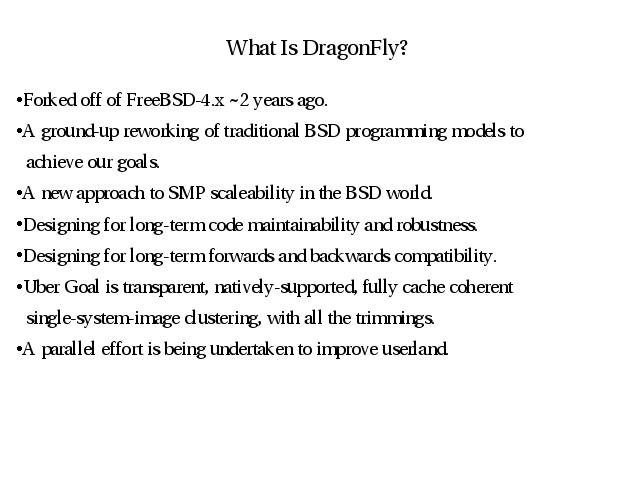 What Is DragonFly?
•Forked off of FreeBSD-4.x ~2 years ago.
•A ground-up reworking of traditional BSD programming models to
achieve our goals.
•A new approach to SMP scaleability in the BSD world.
•Designing for long-term code maintainability and robustness.
•Designing for long-term forwards and backwards compatibility.
•Uber Goal is transparent, natively-supported, fully cache coherent
single-system-image clustering, with all the trimmings.
•A parallel effort is being undertaken to improve userland.